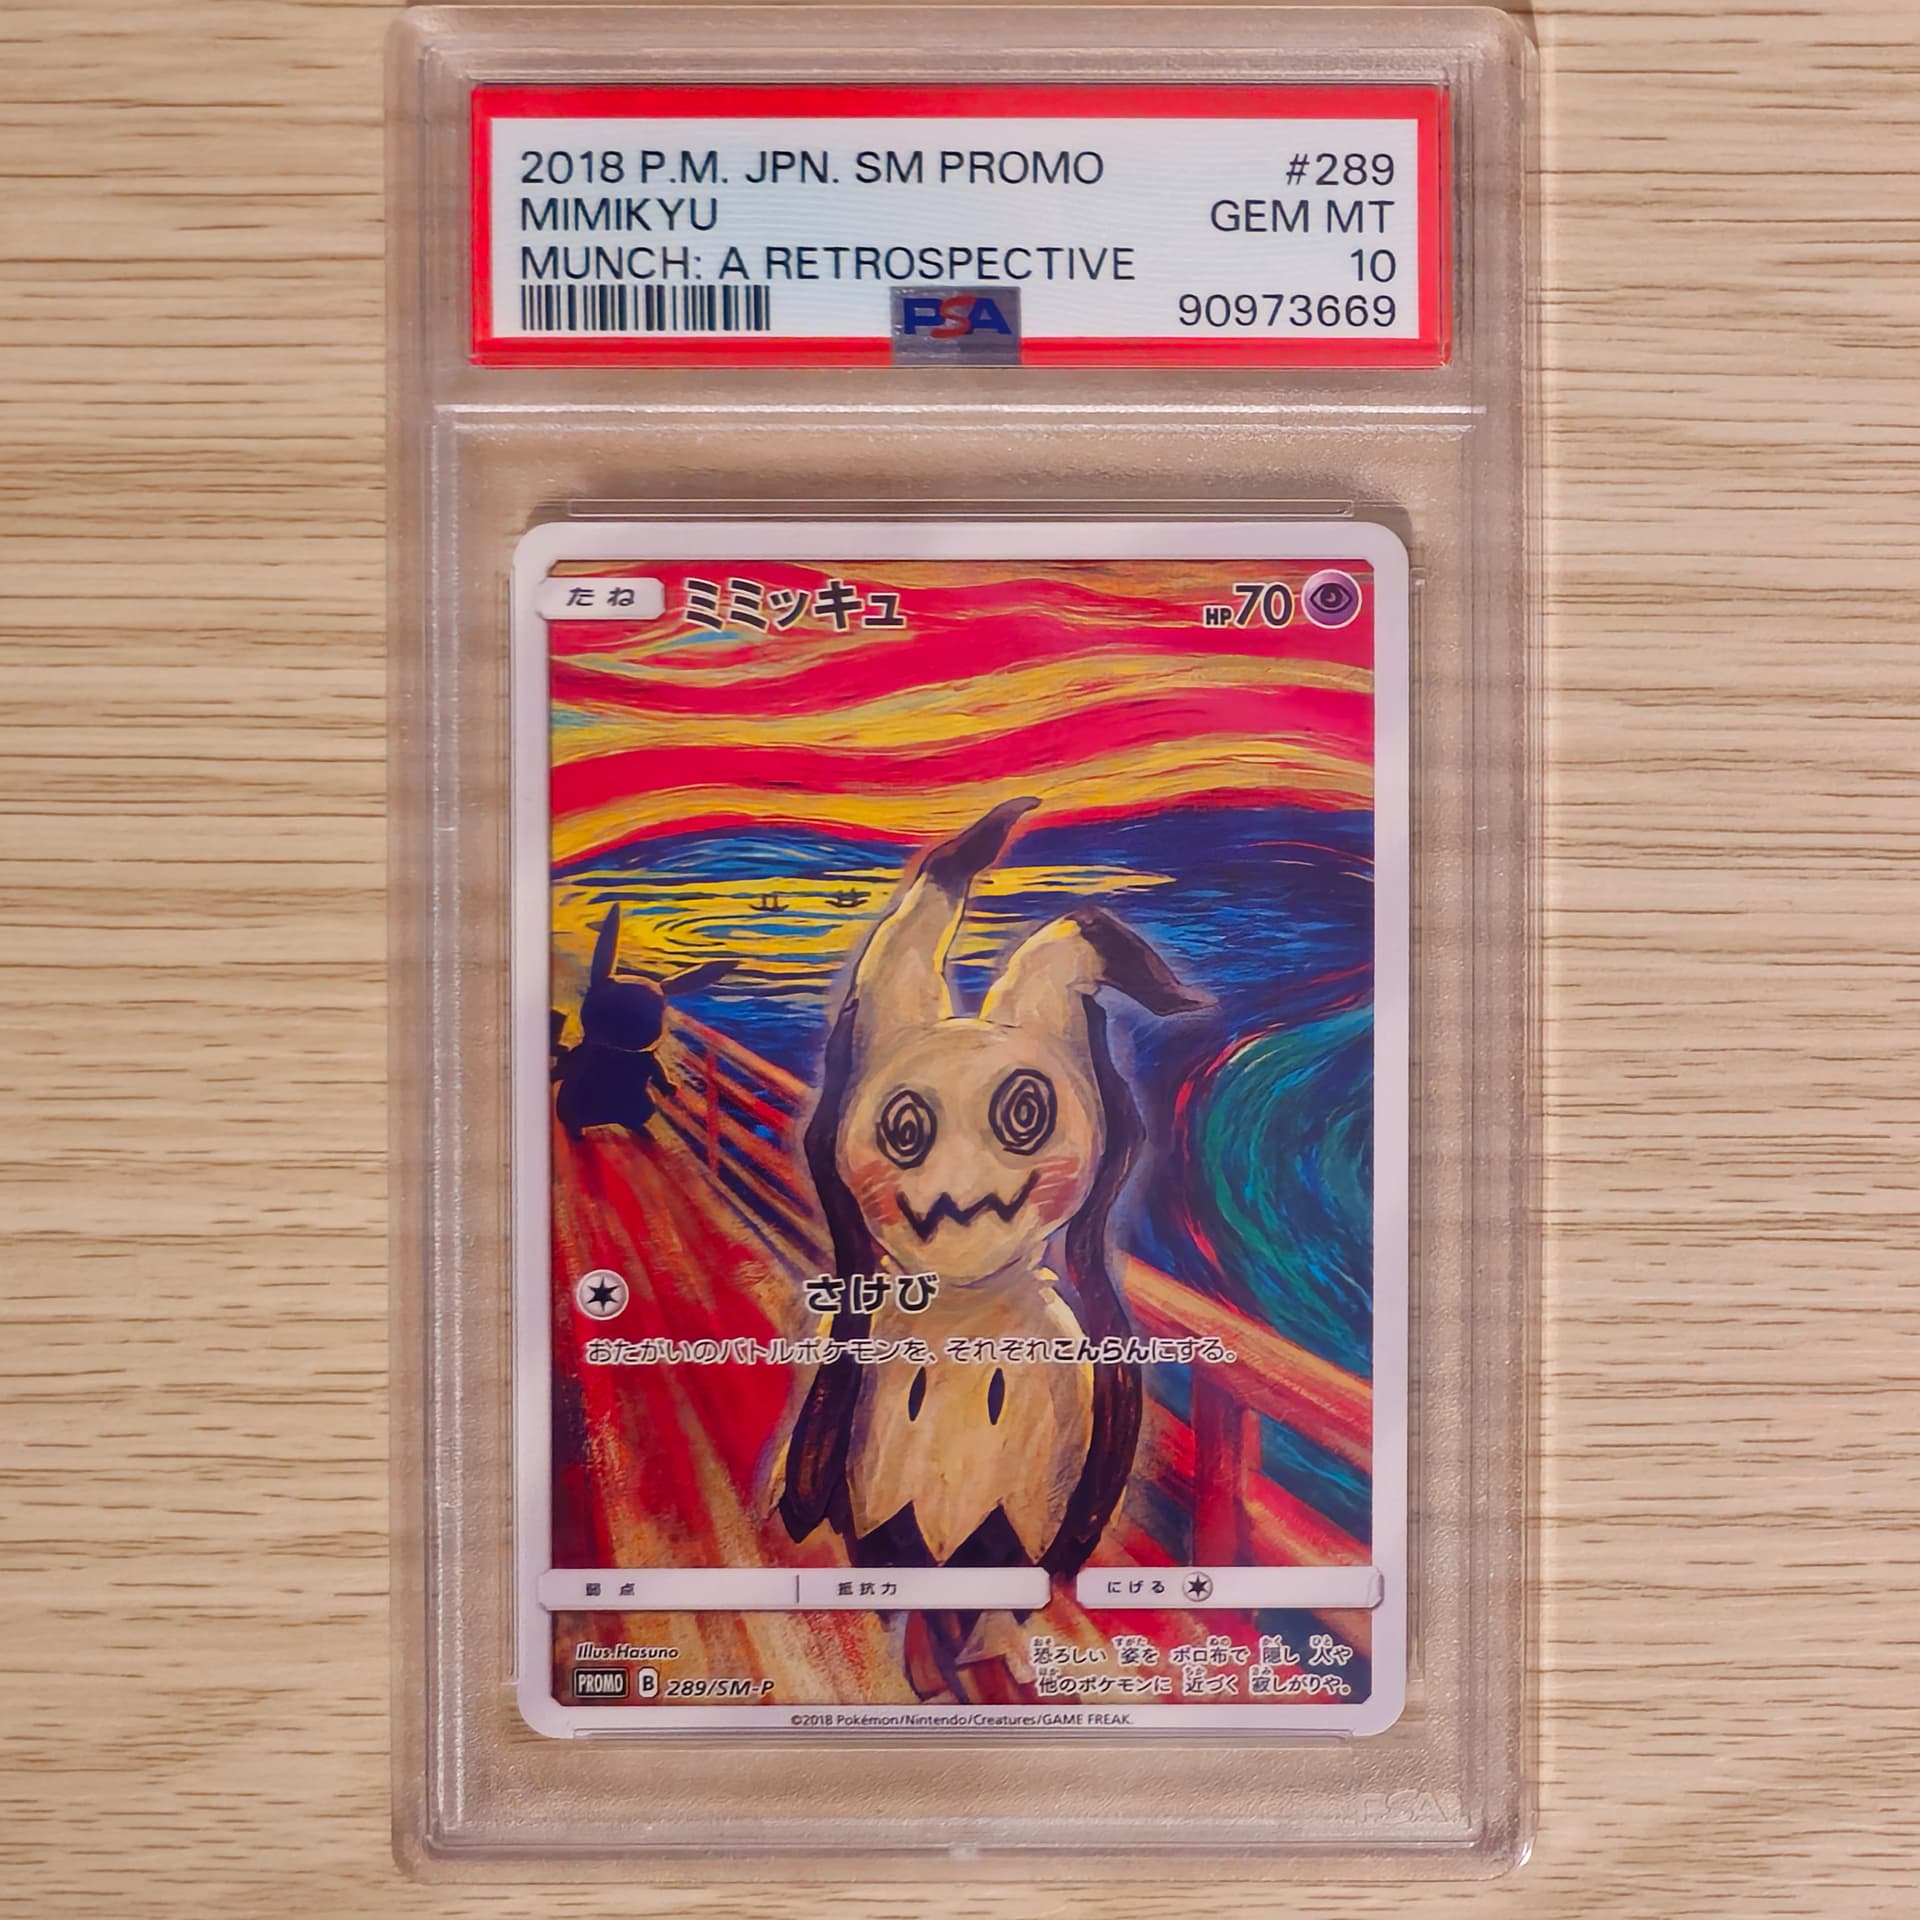 2018 P.M. JPN. SM PROMO #289
MIMIKYU GEM MT
MUNCH: A RETROSPECTIVE 10
PSA 90973669
たね ミミッキュ HP70
さけび
おたがいのバトルポケモンを、それぞれこんらんにする。
弱点 抵抗力 にげる
Illus.Hasuno
恐ろしい 姿を ボロ布で 隠し 人や
他のポケモンに 近づく 寂しがりや。
PROMO B 289/SM-P
©2018 Pokémon/Nintendo/Creatures/GAME FREAK.
PSA